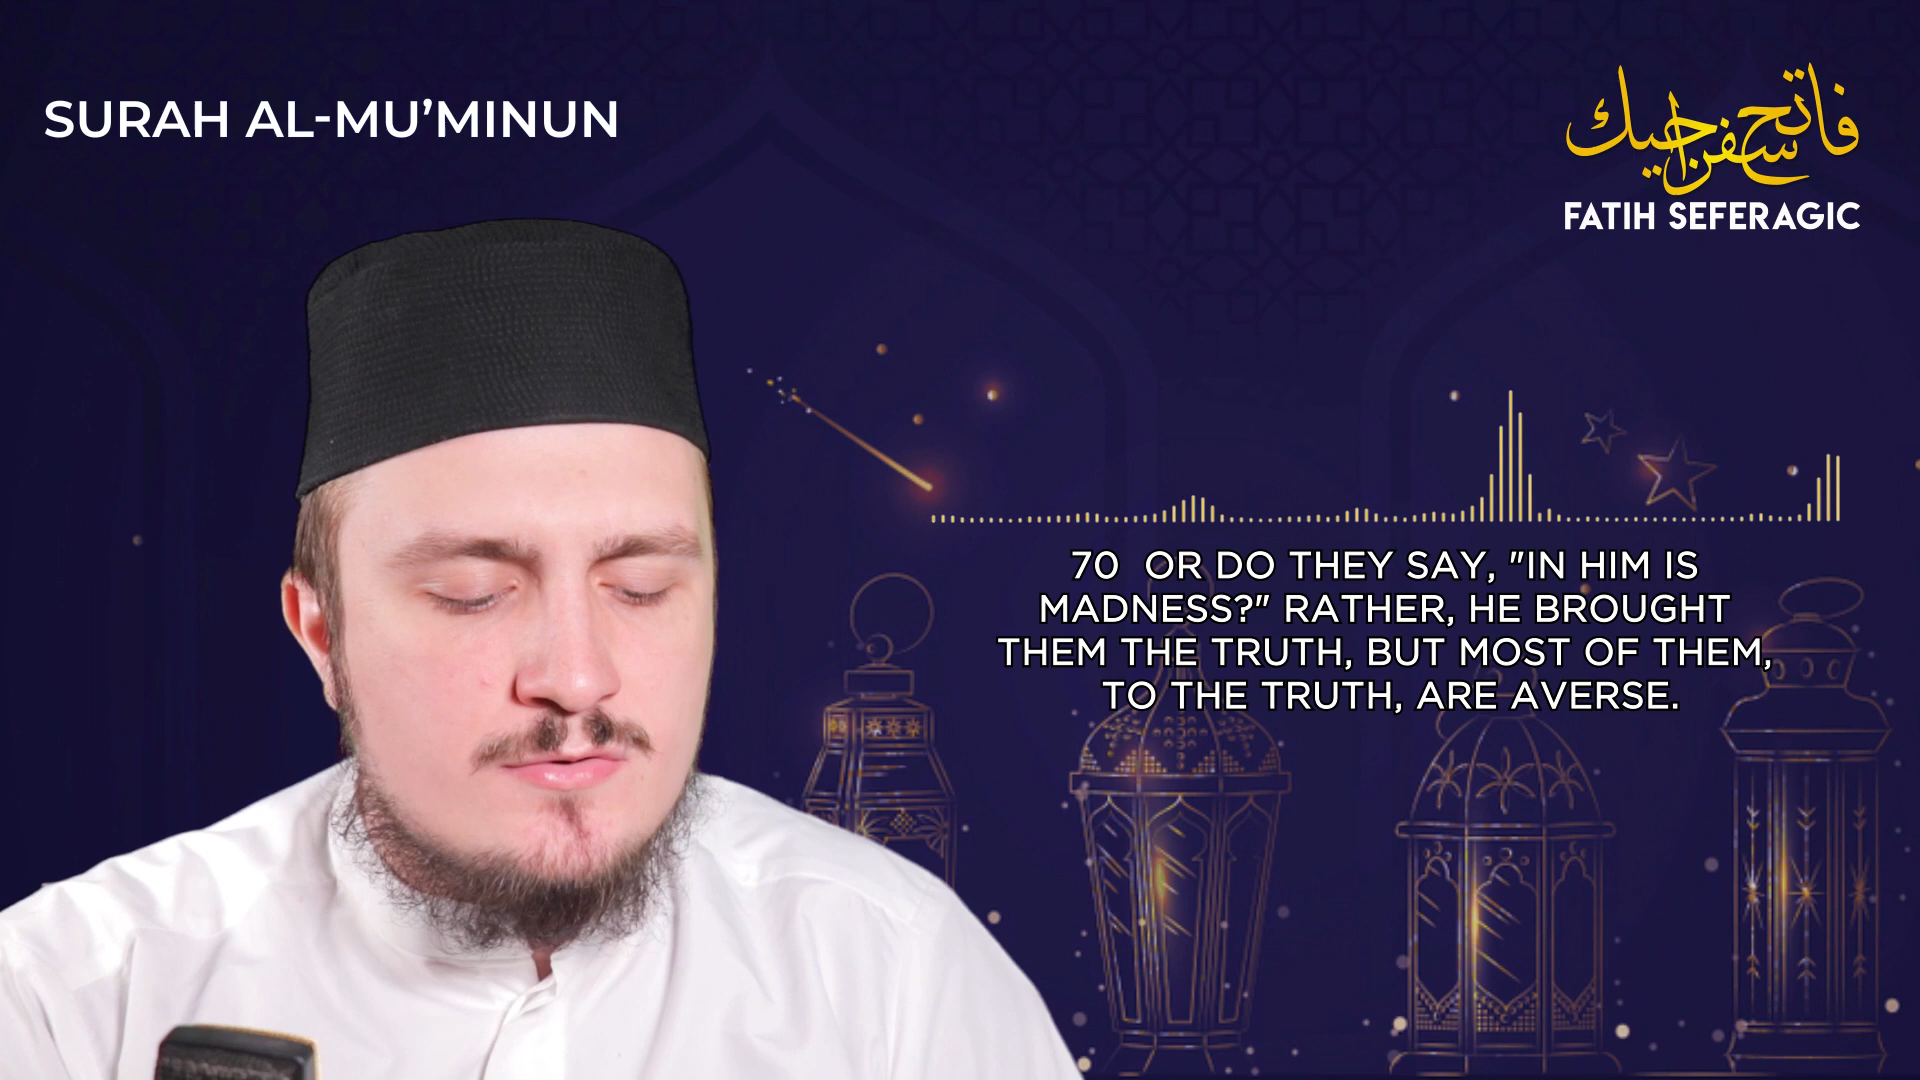 SURAH AL-MU’MINUN
فاتح
سفراجيك
FATIH SEFERAGIC
70  OR DO THEY SAY, "IN HIM IS
MADNESS?" RATHER, HE BROUGHT
THEM THE TRUTH, BUT MOST OF THEM,
TO THE TRUTH, ARE AVERSE.